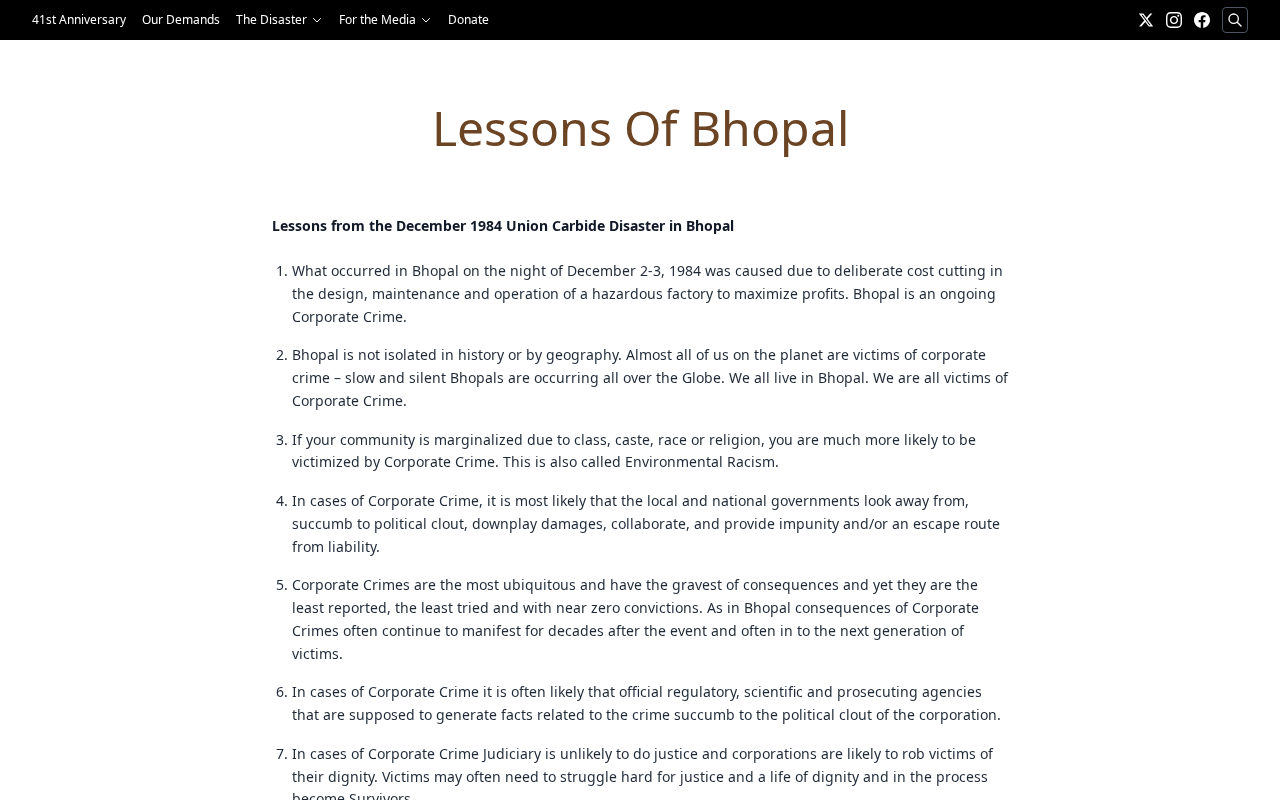 41st Anniversary Our Demands The Disaster For the Media Donate
Lessons Of Bhopal
Lessons from the December 1984 Union Carbide Disaster in Bhopal
1. What occurred in Bhopal on the night of December 2-3, 1984 was caused due to deliberate cost cutting in
the design, maintenance and operation of a hazardous factory to maximize profits. Bhopal is an ongoing
Corporate Crime.
2. Bhopal is not isolated in history or by geography. Almost all of us on the planet are victims of corporate
crime – slow and silent Bhopals are occurring all over the Globe. We all live in Bhopal. We are all victims of
Corporate Crime.
3. If your community is marginalized due to class, caste, race or religion, you are much more likely to be
victimized by Corporate Crime. This is also called Environmental Racism.
4. In cases of Corporate Crime, it is most likely that the local and national governments look away from,
succumb to political clout, downplay damages, collaborate, and provide impunity and/or an escape route
from liability.
5. Corporate Crimes are the most ubiquitous and have the gravest of consequences and yet they are the
least reported, the least tried and with near zero convictions. As in Bhopal consequences of Corporate
Crimes often continue to manifest for decades after the event and often in to the next generation of
victims.
6. In cases of Corporate Crime it is often likely that official regulatory, scientific and prosecuting agencies
that are supposed to generate facts related to the crime succumb to the political clout of the corporation.
7. In cases of Corporate Crime Judiciary is unlikely to do justice and corporations are likely to rob victims of
their dignity. Victims may often need to struggle hard for justice and a life of dignity and in the process
become Survivors.